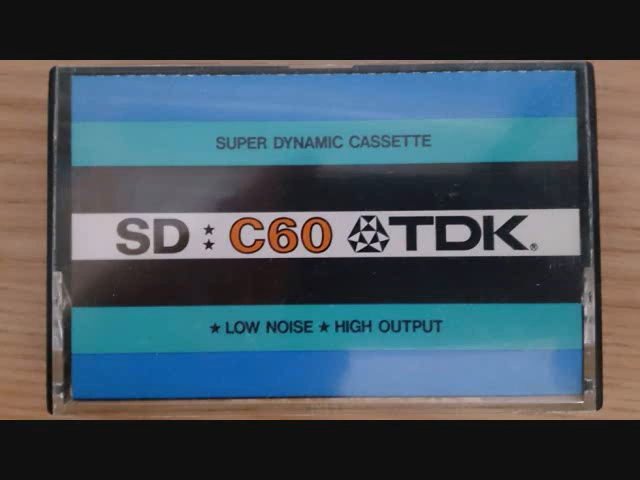 SUPER DYNAMIC CASSETTE
SD ★★ C60 TDK®
★ LOW NOISE ★ HIGH OUTPUT